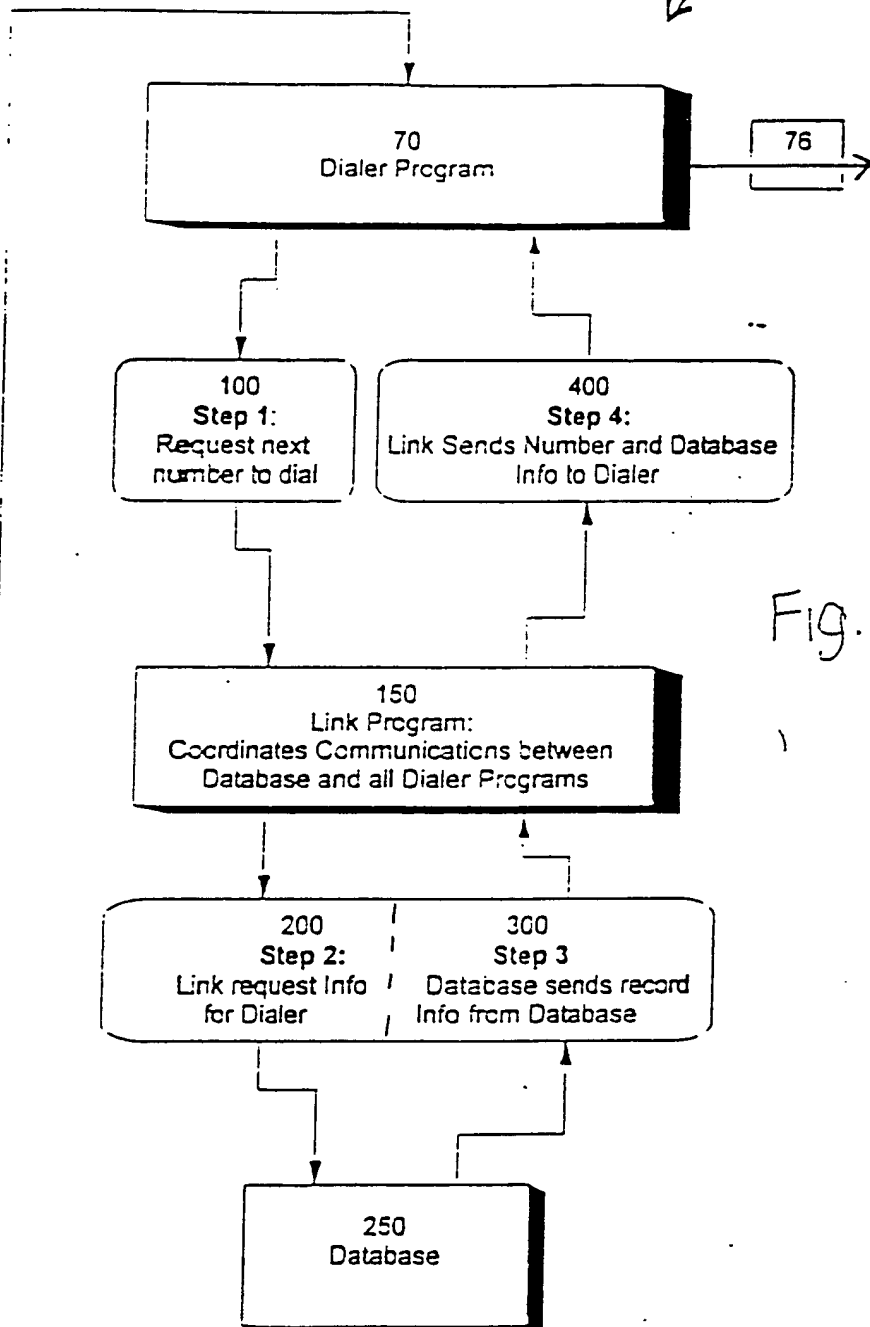 70
Dialer Program
76
100
Step 1:
Request next
number to dial
400
Step 4:
Link Sends Number and Database
Info to Dialer
Fig.
150
Link Program:
Coordinates Communications between
Database and all Dialer Programs
200
Step 2:
Link request Info
for Dialer
300
Step 3
Database sends record
Info from Database
250
Database